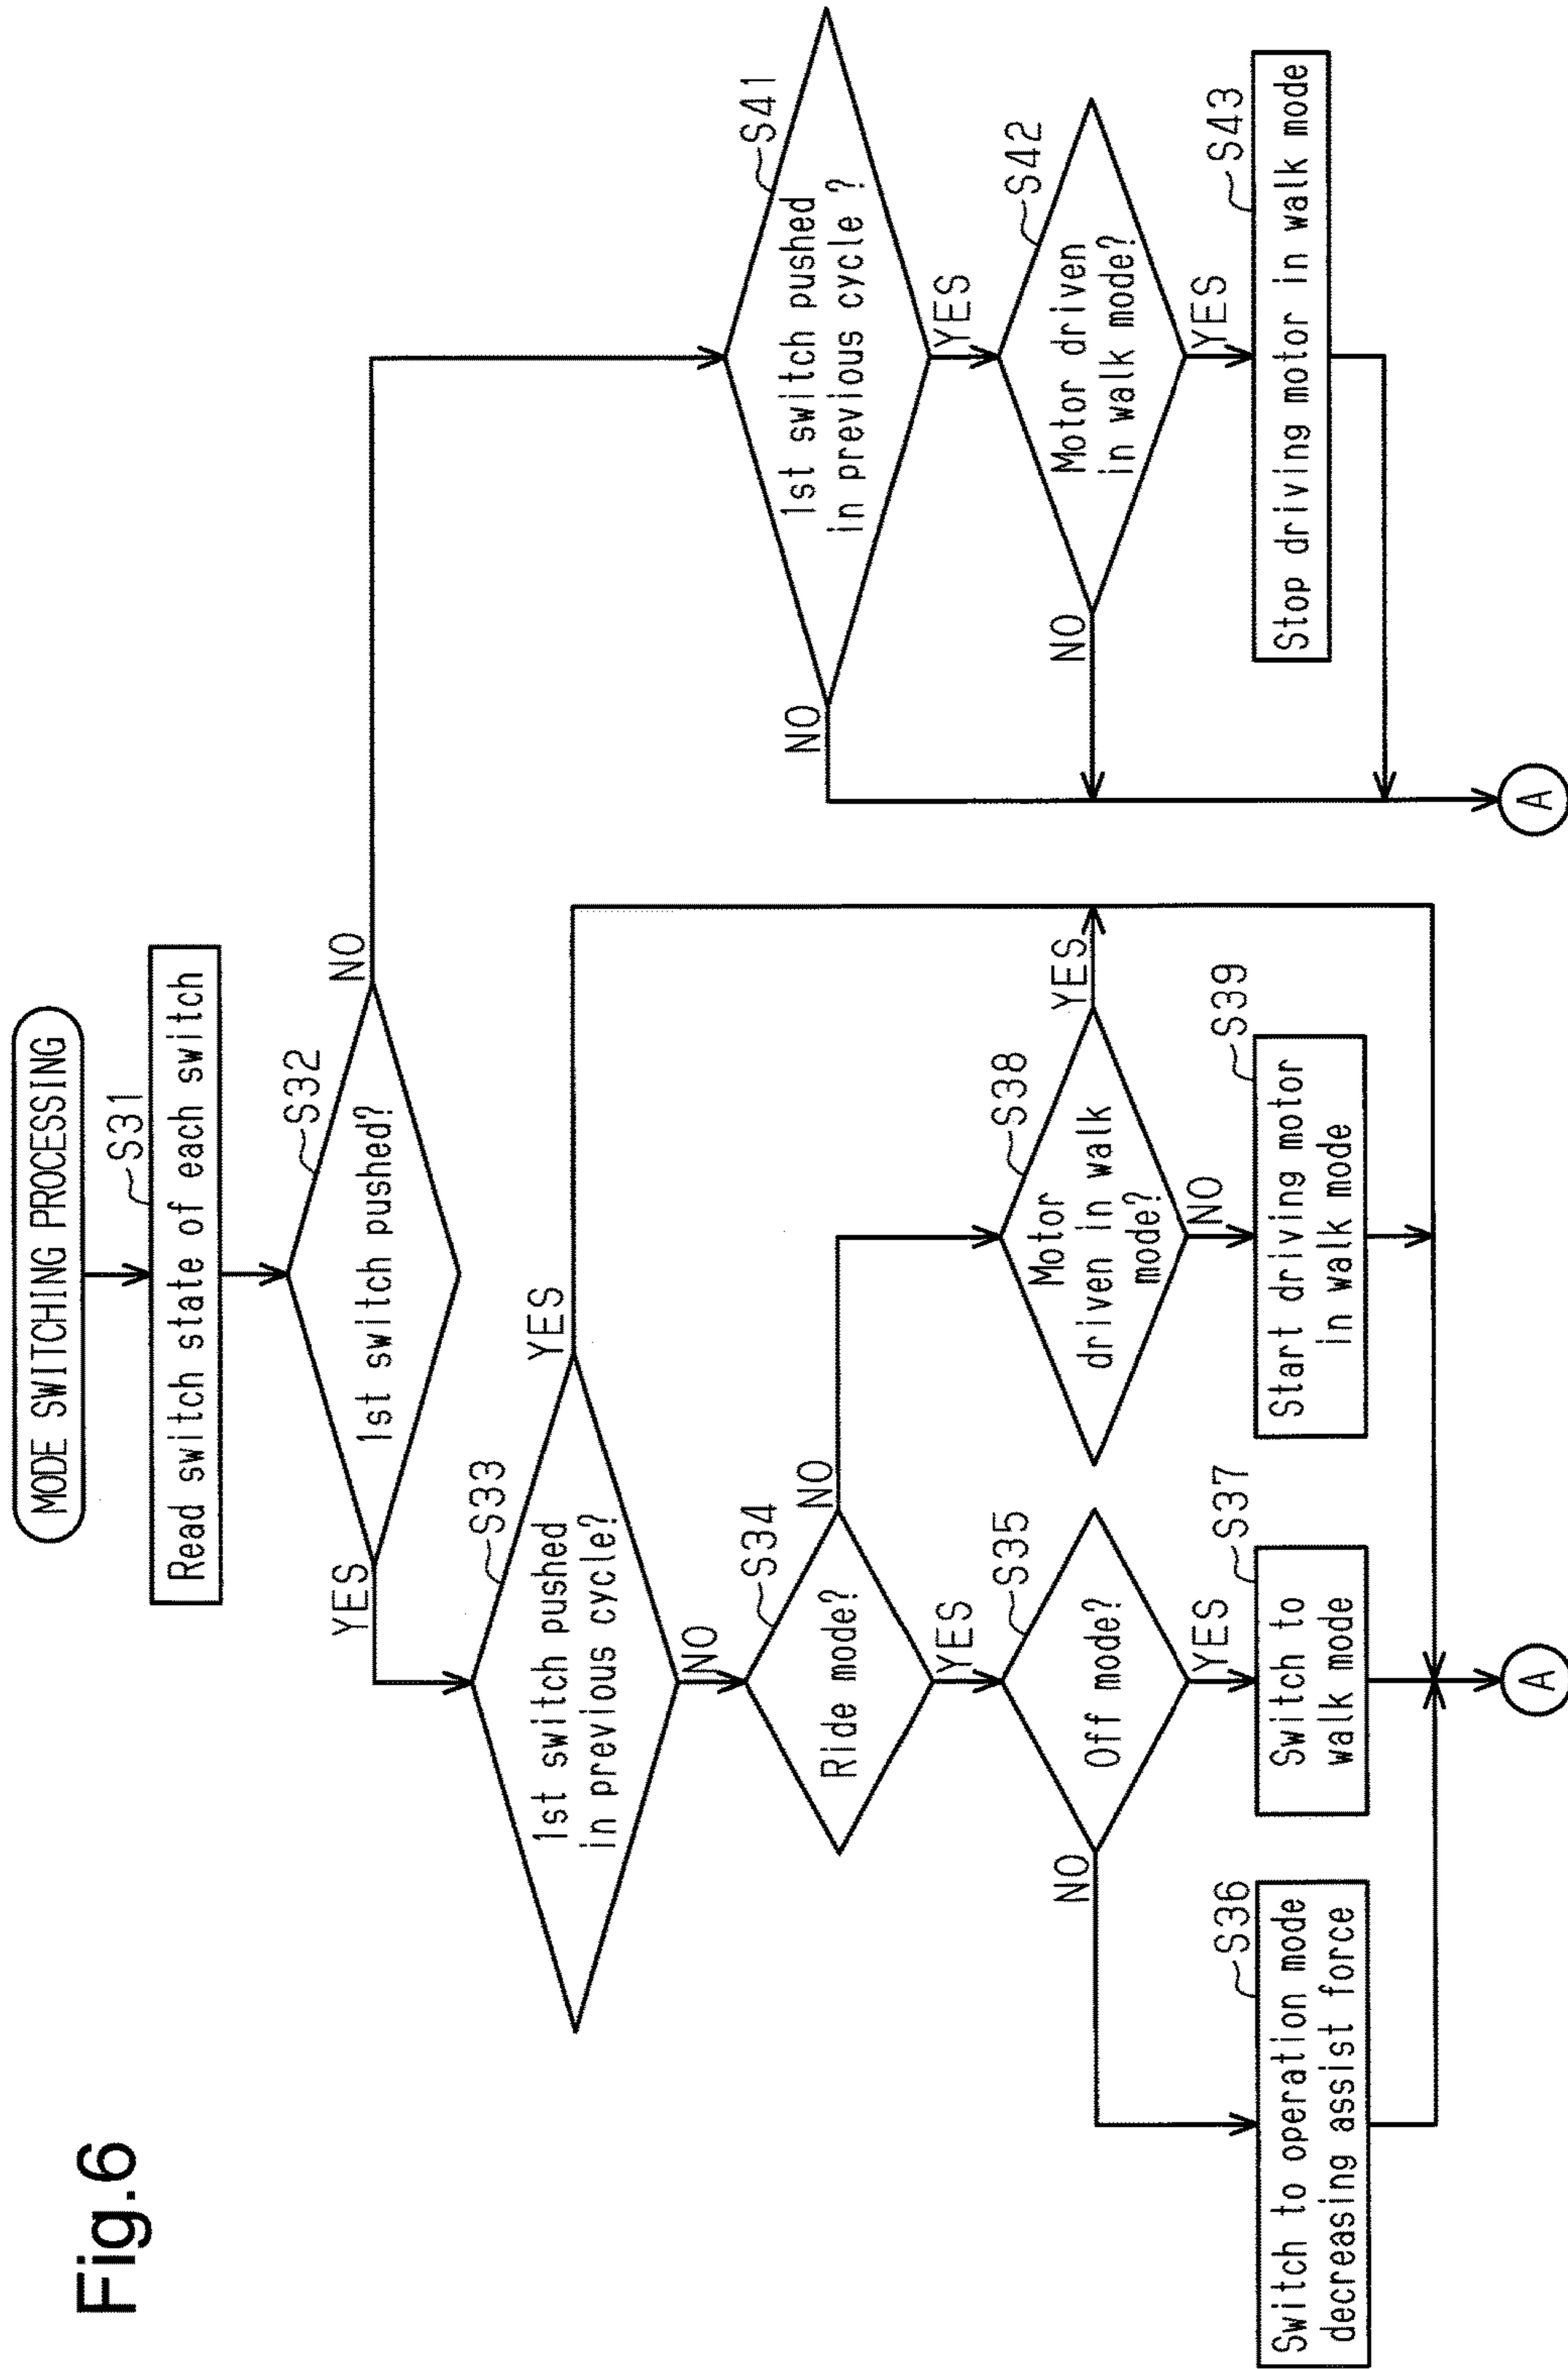 Fig.6
MODE SWITCHING PROCESSING
S31
Read switch state of each switch
S32
1st switch pushed?
YES
NO
S33
1st switch pushed
in previous cycle?
YES
NO
S34
Ride mode?
NO
YES
S35
Off mode?
NO
YES
S36
Switch to operation mode
decreasing assist force
S37
Switch to
walk mode
S38
Motor
driven in walk
mode?
YES
NO
S39
Start driving motor
in walk mode
A
S41
1st switch pushed
in previous cycle ?
NO
YES
S42
Motor driven
in walk mode?
NO
YES
S43
Stop driving motor in walk mode
A